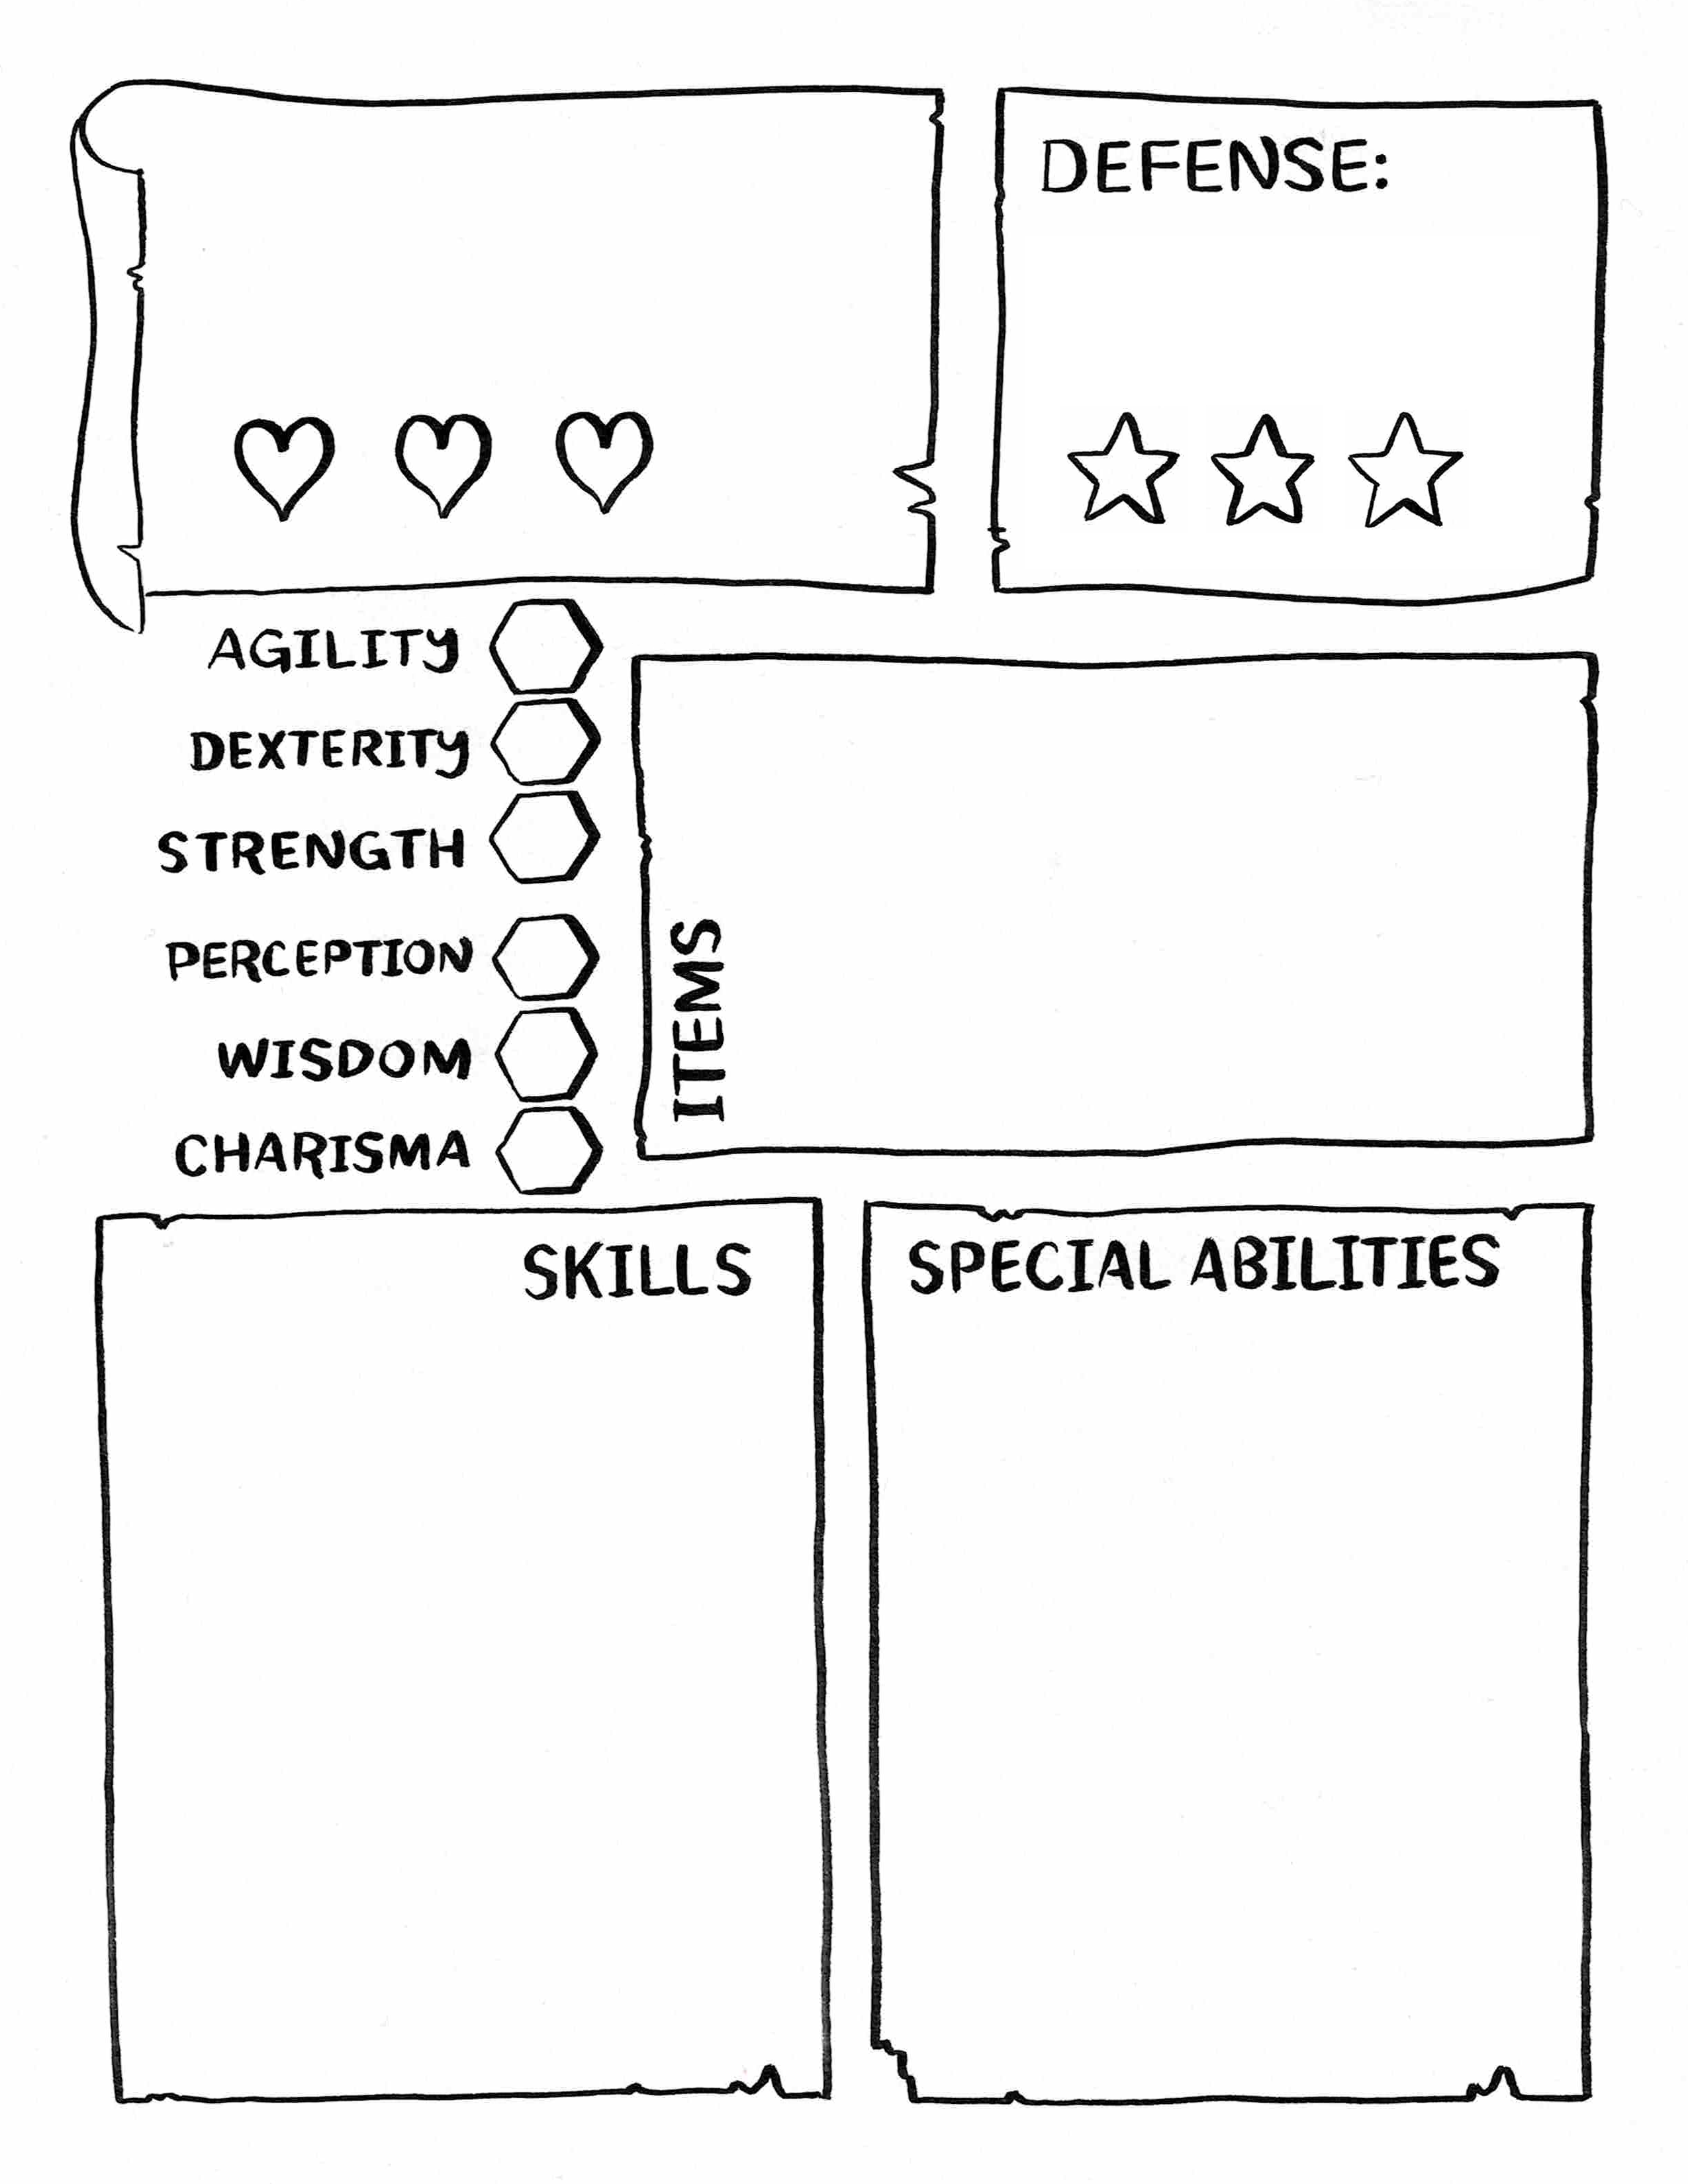 DEFENSE:
AGILITY
DEXTERITY
STRENGTH
PERCEPTION
WISDOM
CHARISMA
ITEMS
SKILLS
SPECIAL ABILITIES